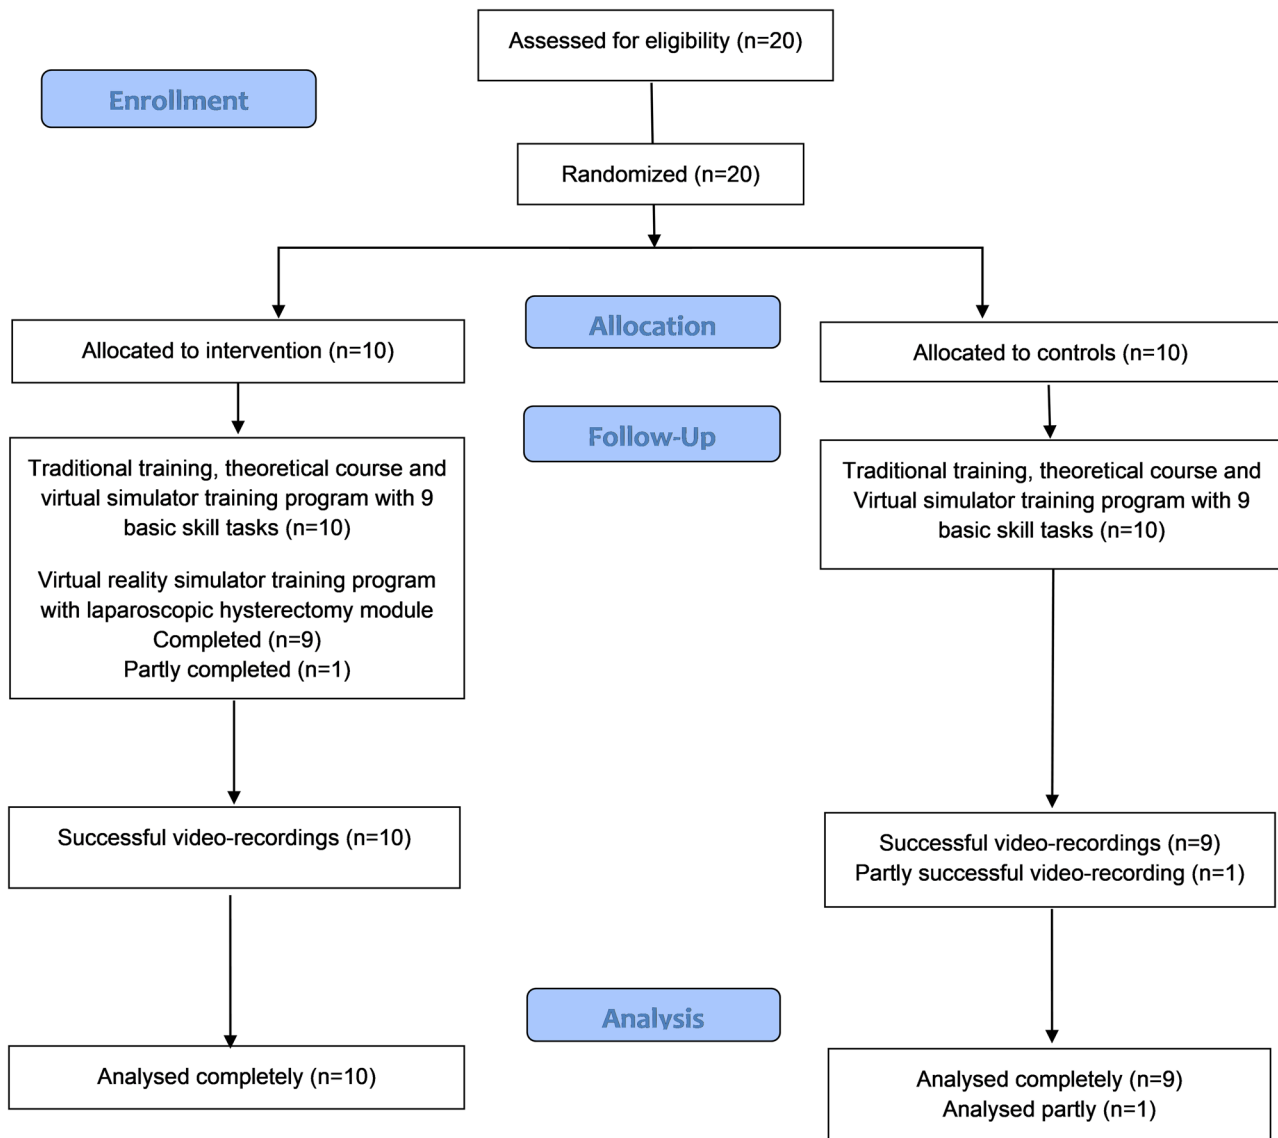 Assessed for eligibility (n=20)
Enrollment
Randomized (n=20)
Allocation
Allocated to intervention (n=10)
Allocated to controls (n=10)
Follow-Up
Traditional training, theoretical course and
virtual simulator training program with 9
basic skill tasks (n=10)
Virtual reality simulator training program
with laparoscopic hysterectomy module
Completed (n=9)
Partly completed (n=1)
Traditional training, theoretical course and
Virtual simulator training program with 9
basic skill tasks (n=10)
Successful video-recordings (n=10)
Successful video-recordings (n=9)
Partly successful video-recording (n=1)
Analysis
Analysed completely (n=10)
Analysed completely (n=9)
Analysed partly (n=1)